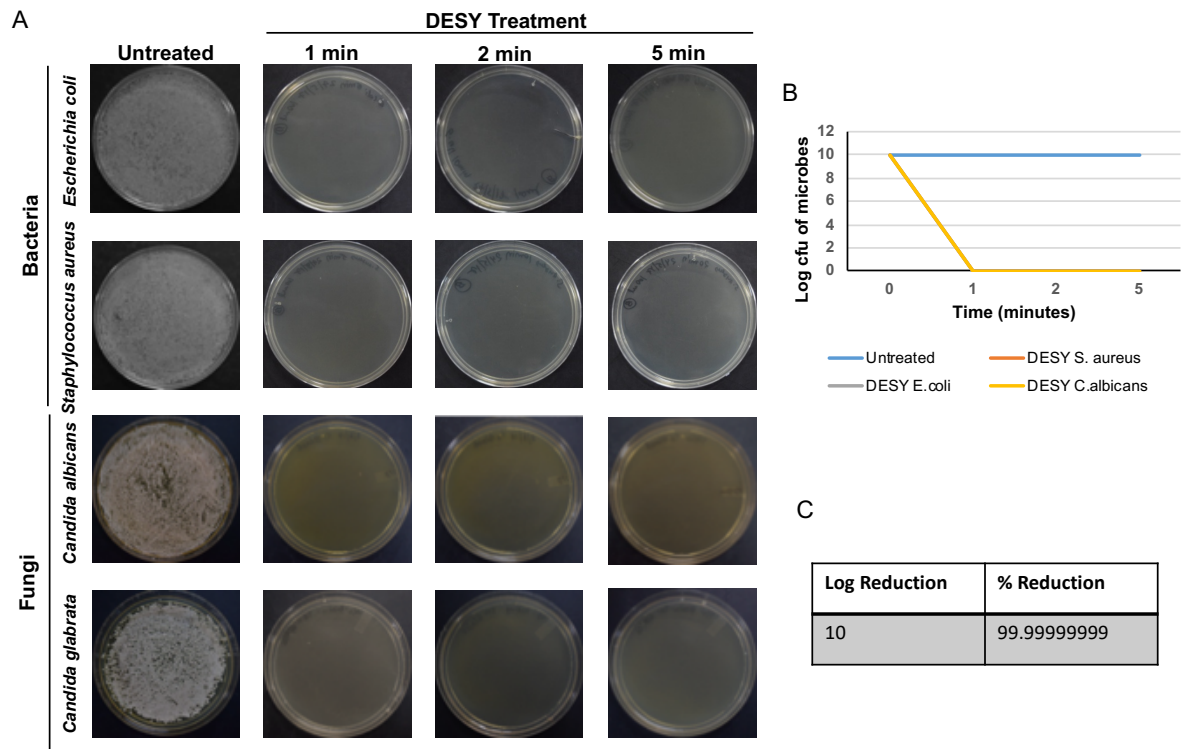 A
DESY Treatment
Untreated
1 min
2 min
5 min
Bacteria
Escherichia coli
Staphylococcus aureus
Fungi
Candida albicans
Candida glabrata
B
Log cfu of microbes
12
10
8
6
4
2
0
0 1 2 5
Time (minutes)
Untreated DESY S. aureus
DESY E.coli DESY C.albicans
C
Log Reduction % Reduction
10 99.99999999